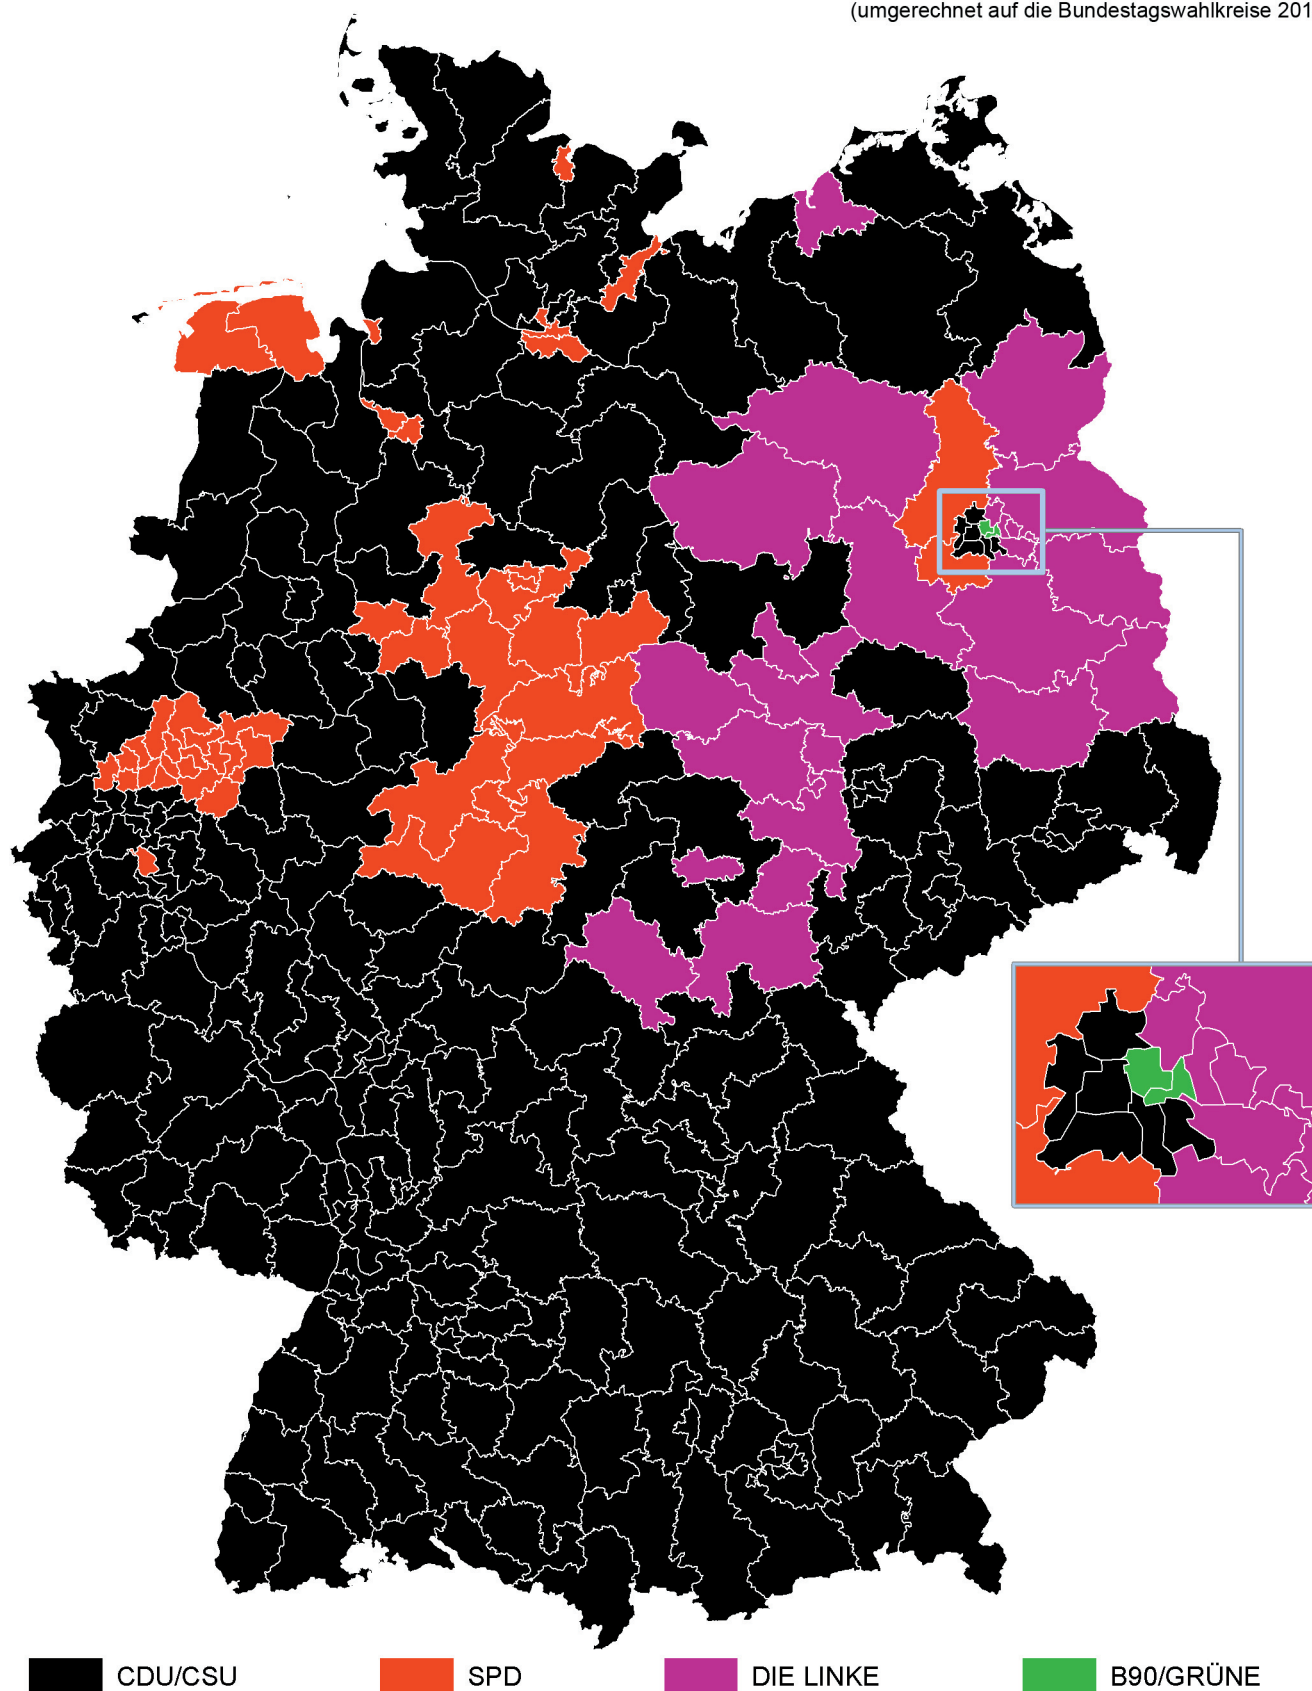 (umgerechnet auf die Bundestagswahlkreise 201
CDU/CSU SPD DIE LINKE B90/GRÜNE